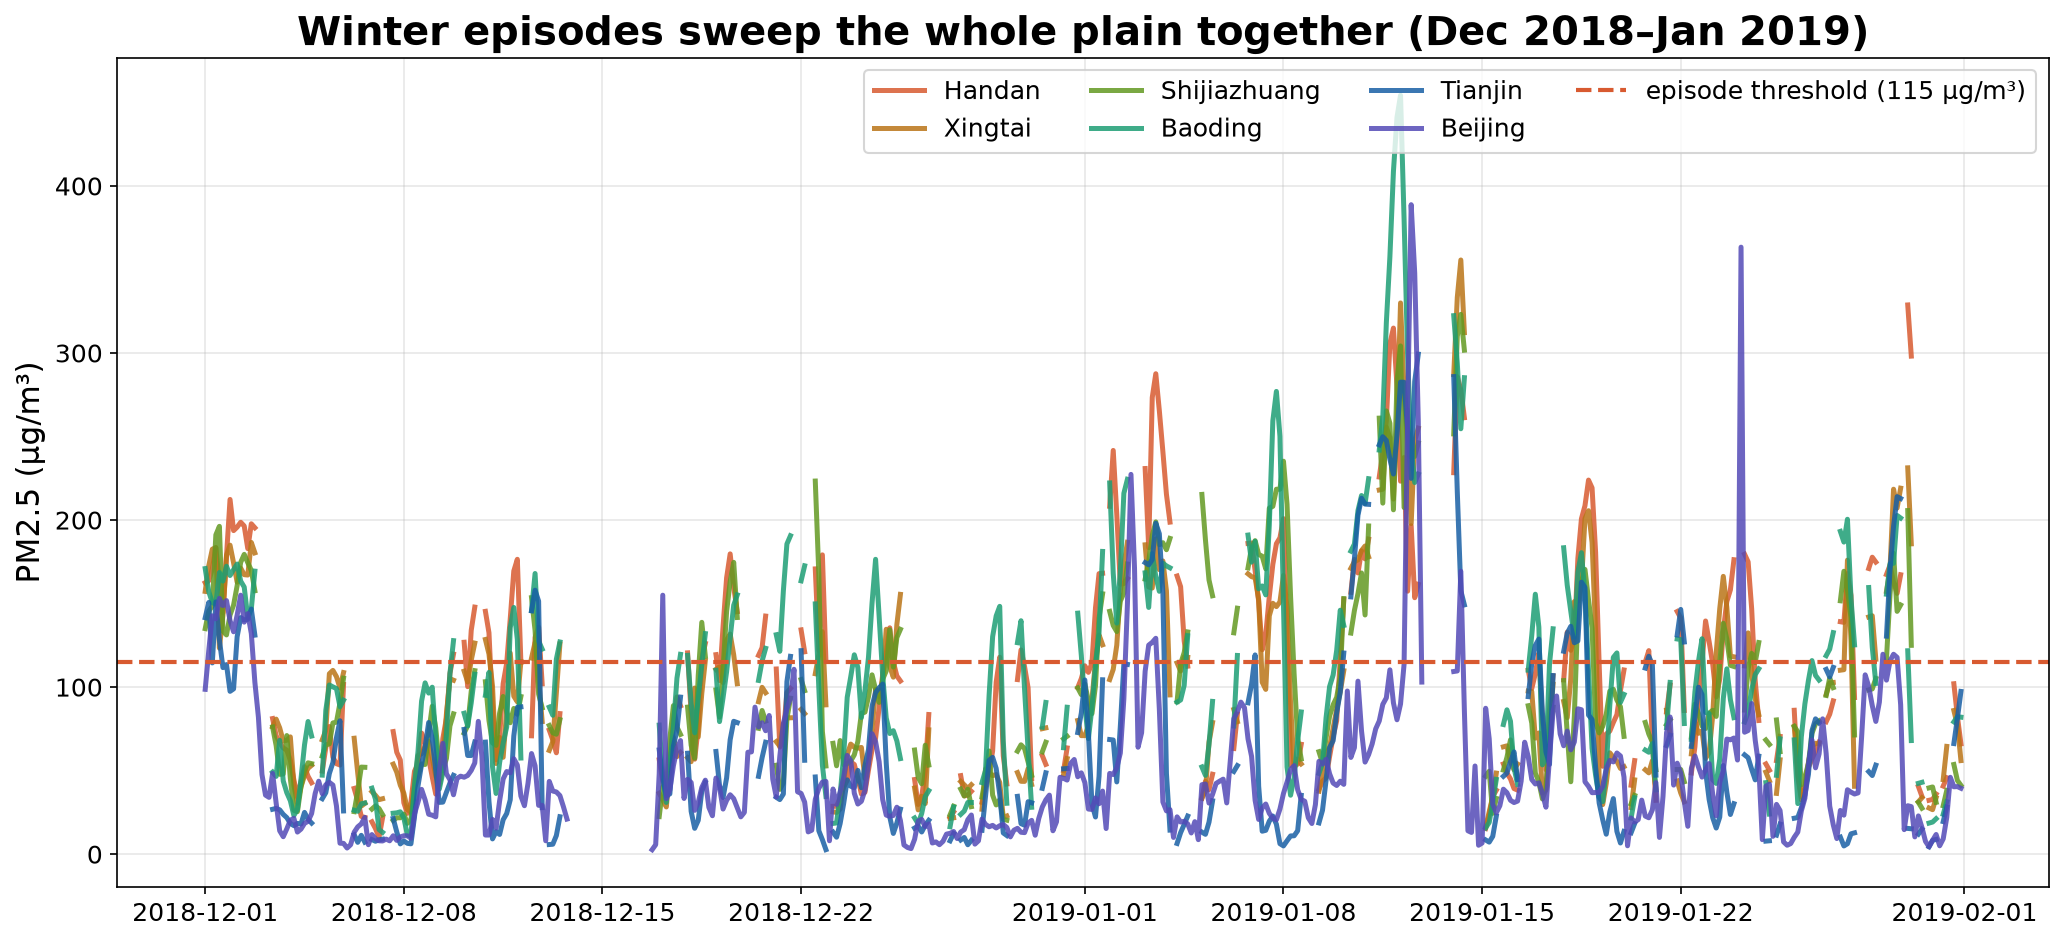 Winter episodes sweep the whole plain together (Dec 2018–Jan 2019)
Handan
Xingtai
Shijiazhuang
Baoding
Tianjin
Beijing
episode threshold (115 µg/m³)
PM2.5 (µg/m³)
400
300
200
100
0
2018-12-01
2018-12-08
2018-12-15
2018-12-22
2019-01-01
2019-01-08
2019-01-15
2019-01-22
2019-02-01